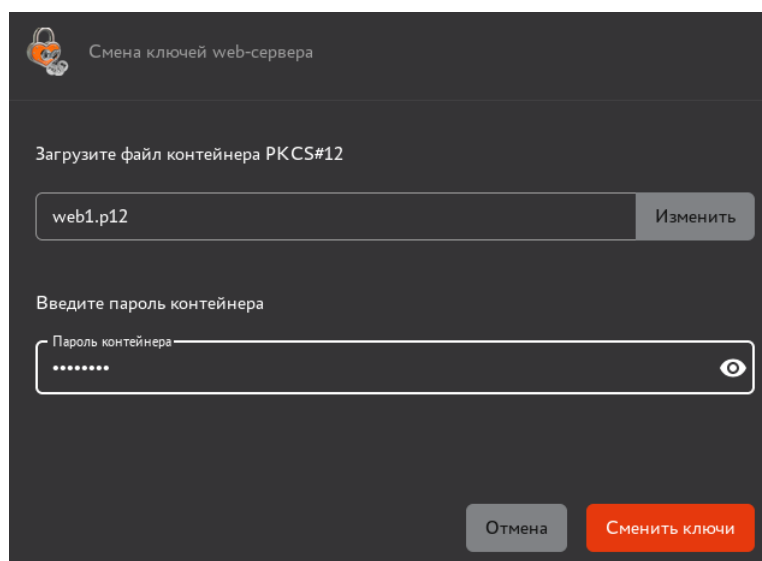 Смена ключей web-сервера
Загрузите файл контейнера PKCS#12
web1.p12
Изменить
Введите пароль контейнера
Пароль контейнера
••••••••
Отмена
Сменить ключи